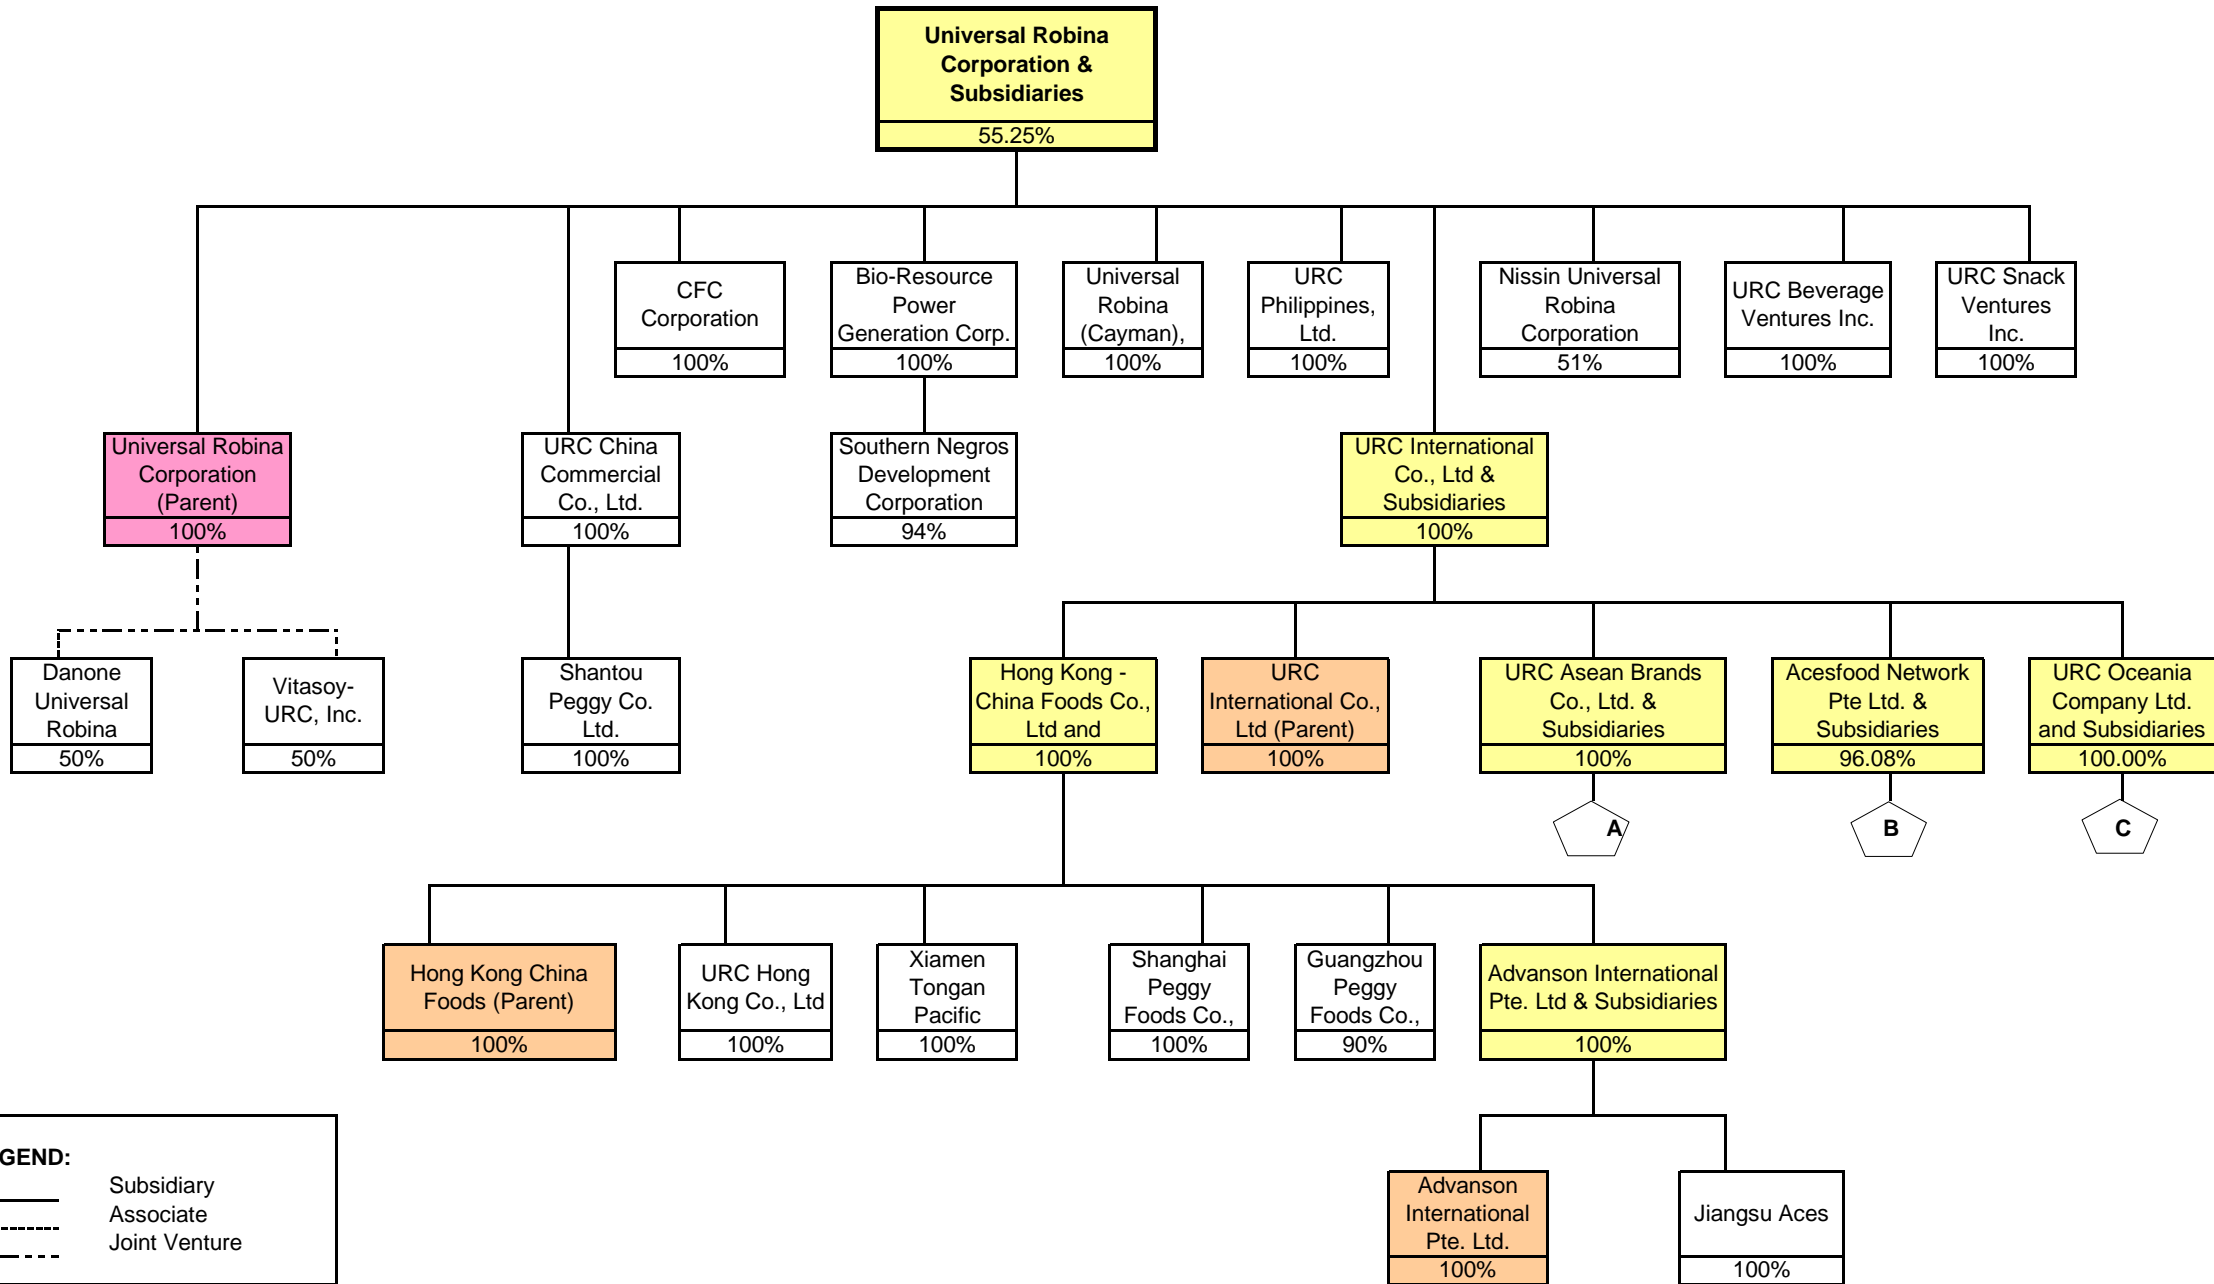 Universal Robina
Corporation &
Subsidiaries
55.25%
CFC
Corporation
100%
Bio-Resource
Power
Generation Corp.
100%
Universal
Robina
(Cayman),
100%
URC
Philippines,
Ltd.
100%
Nissin Universal
Robina
Corporation
51%
URC Beverage
Ventures Inc.
100%
URC Snack
Ventures
Inc.
100%
Universal Robina
Corporation
(Parent)
100%
URC China
Commercial
Co., Ltd.
100%
Southern Negros
Development
Corporation
94%
URC International
Co., Ltd &
Subsidiaries
100%
Danone
Universal
Robina
50%
Vitasoy-
URC, Inc.
50%
Shantou
Peggy Co.
Ltd.
100%
Hong Kong -
China Foods Co.,
Ltd and
100%
URC
International Co.,
Ltd (Parent)
100%
URC Asean Brands
Co., Ltd. &
Subsidiaries
100%
Acesfood Network
Pte Ltd. &
Subsidiaries
96.08%
URC Oceania
Company Ltd.
and Subsidiaries
100.00%
A
B
C
Hong Kong China
Foods (Parent)
100%
URC Hong
Kong Co., Ltd
100%
Xiamen
Tongan
Pacific
100%
Shanghai
Peggy
Foods Co.,
100%
Guangzhou
Peggy
Foods Co.,
90%
Advanson International
Pte. Ltd & Subsidiaries
100%
Advanson
International
Pte. Ltd.
100%
Jiangsu Aces
100%
GEND:
Subsidiary
Associate
Joint Venture